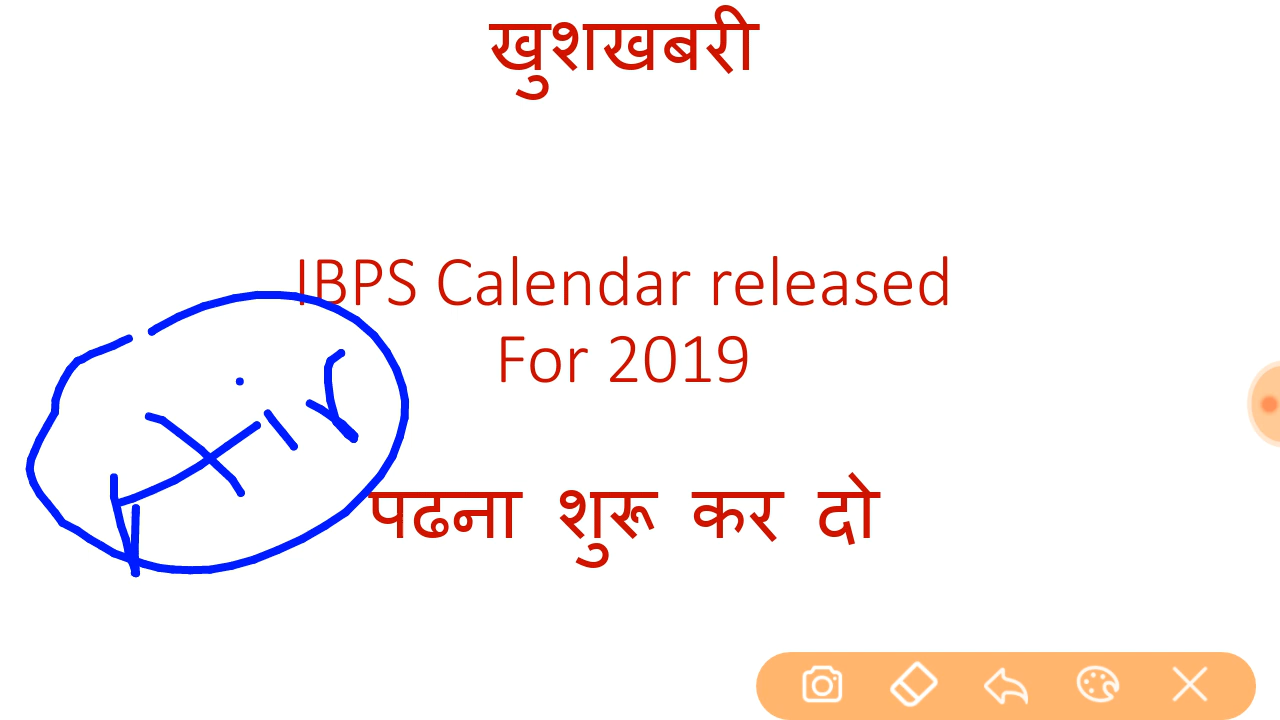 खुशखबरी
IBPS Calendar released
For 2019
पढना शुरू कर दो